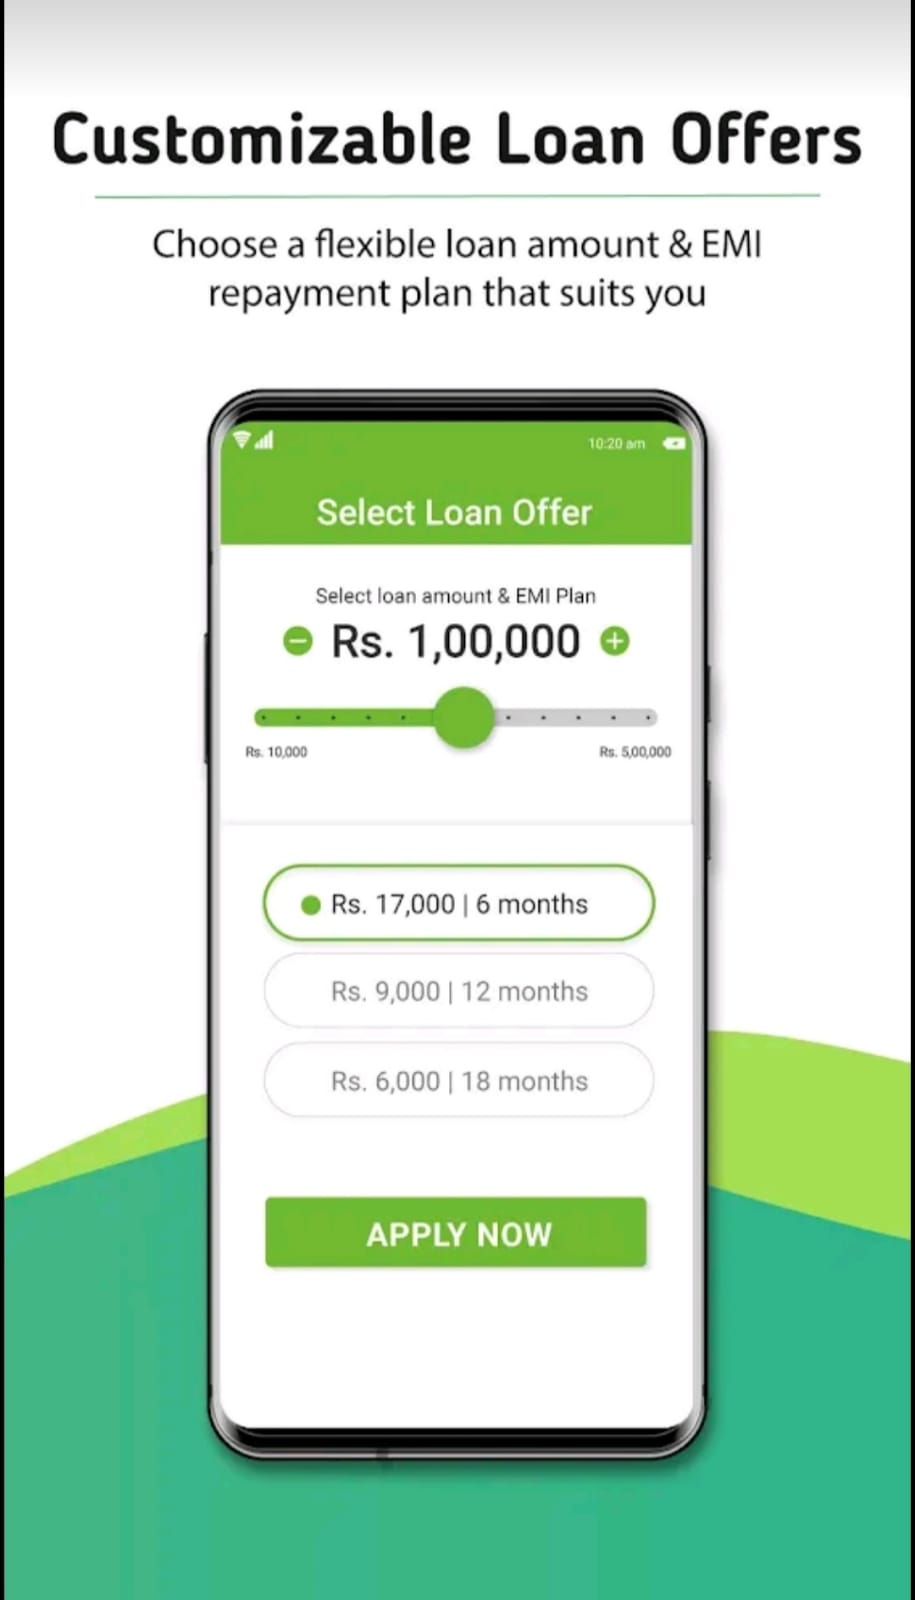 Customizable Loan Offers
Choose a flexible loan amount & EMI
repayment plan that suits you
10:20 am
Select Loan Offer
Select loan amount & EMI Plan
Rs. 1,00,000
Rs. 10,000
Rs. 5,00,000
Rs. 17,000 | 6 months
Rs. 9,000 | 12 months
Rs. 6,000 | 18 months
APPLY NOW